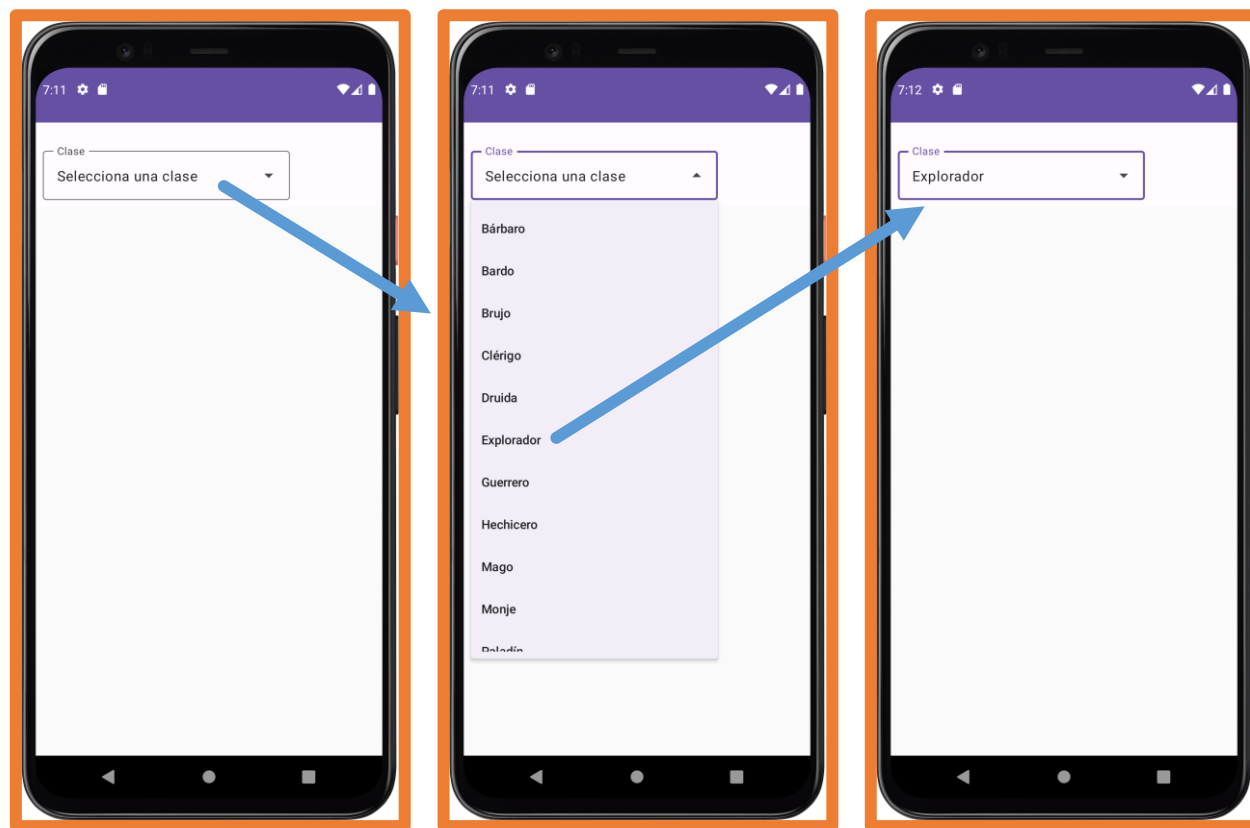 7:11
Clase
Selecciona una clase
7:11
Clase
Selecciona una clase
Bárbaro
Bardo
Brujo
Clérigo
Druida
Explorador
Guerrero
Hechicero
Mago
Monje
Paladín
7:12
Clase
Explorador